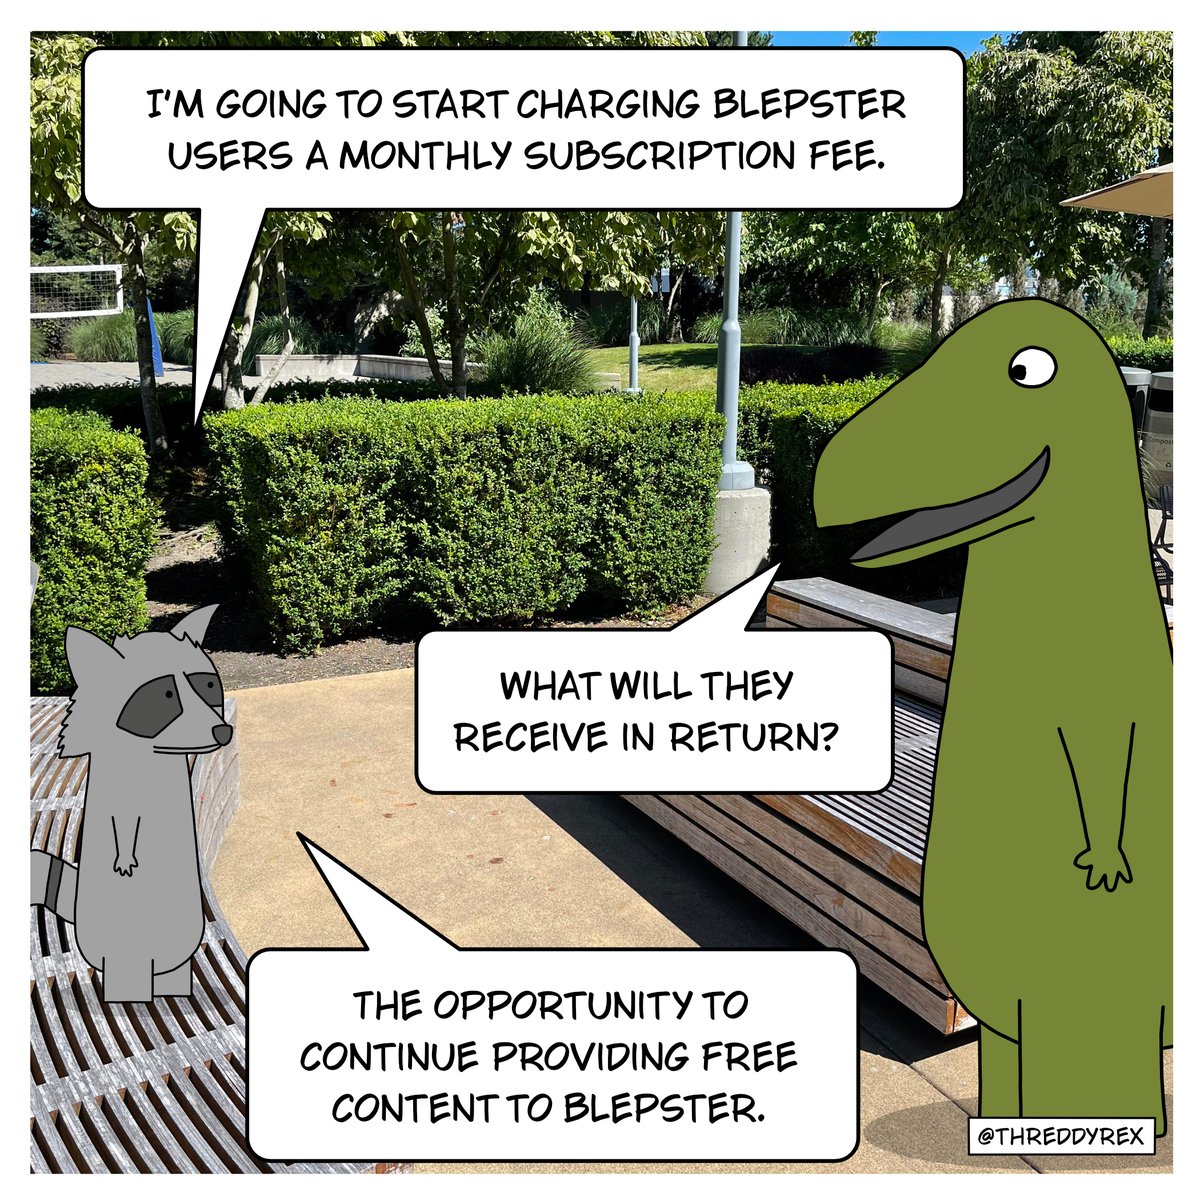 I'M GOING TO START CHARGING BLEPSTER
USERS A MONTHLY SUBSCRIPTION FEE.
WHAT WILL THEY
RECEIVE IN RETURN?
THE OPPORTUNITY TO
CONTINUE PROVIDING FREE
CONTENT TO BLEPSTER.
@THREDDYREX
Compost